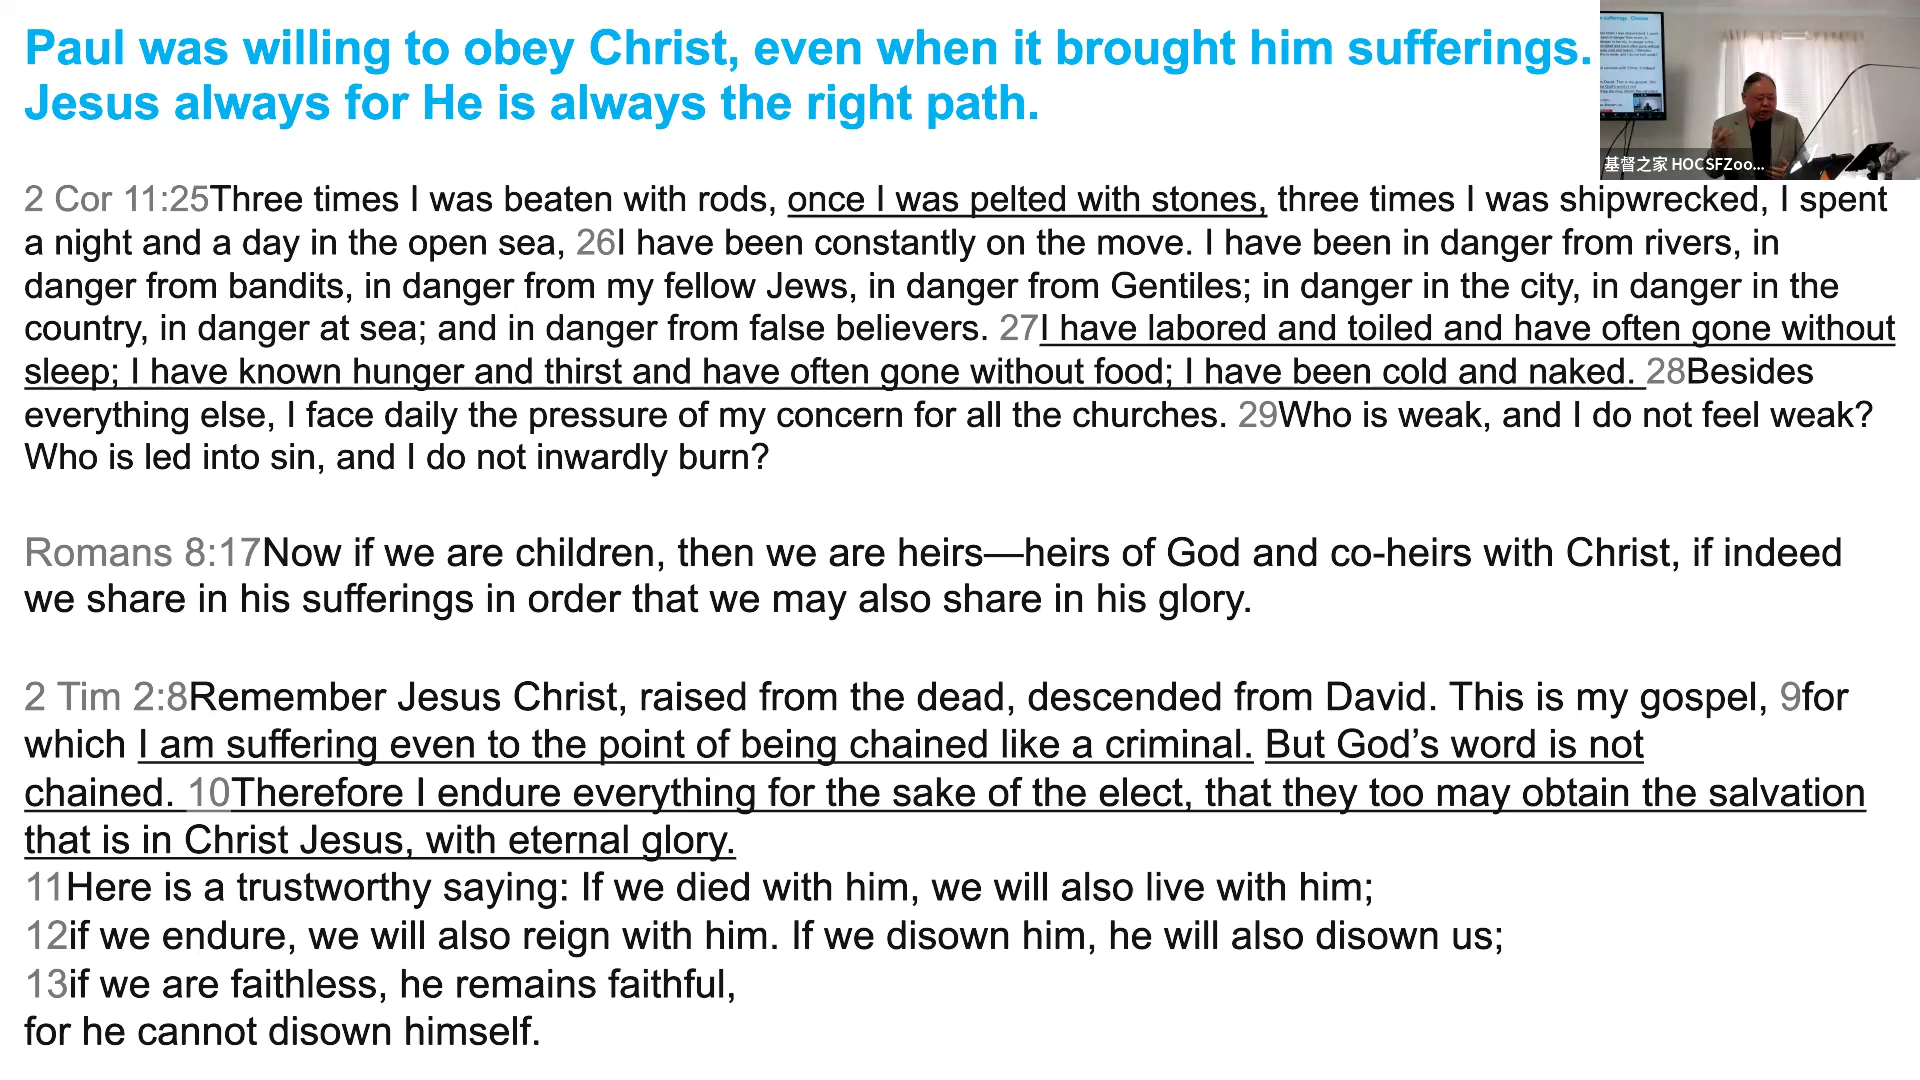 Paul was willing to obey Christ, even when it brought him sufferings.
Jesus always for He is always the right path.
基督之家 HOCSFZoo...
2 Cor 11:25Three times I was beaten with rods, once I was pelted with stones, three times I was shipwrecked, I spent
a night and a day in the open sea, 26I have been constantly on the move. I have been in danger from rivers, in
danger from bandits, in danger from my fellow Jews, in danger from Gentiles; in danger in the city, in danger in the
country, in danger at sea; and in danger from false believers. 27I have labored and toiled and have often gone without
sleep; I have known hunger and thirst and have often gone without food; I have been cold and naked. 28Besides
everything else, I face daily the pressure of my concern for all the churches. 29Who is weak, and I do not feel weak?
Who is led into sin, and I do not inwardly burn?
Romans 8:17Now if we are children, then we are heirs—heirs of God and co-heirs with Christ, if indeed
we share in his sufferings in order that we may also share in his glory.
2 Tim 2:8Remember Jesus Christ, raised from the dead, descended from David. This is my gospel, 9for
which I am suffering even to the point of being chained like a criminal. But God’s word is not
chained. 10Therefore I endure everything for the sake of the elect, that they too may obtain the salvation
that is in Christ Jesus, with eternal glory.
11Here is a trustworthy saying: If we died with him, we will also live with him;
12if we endure, we will also reign with him. If we disown him, he will also disown us;
13if we are faithless, he remains faithful,
for he cannot disown himself.